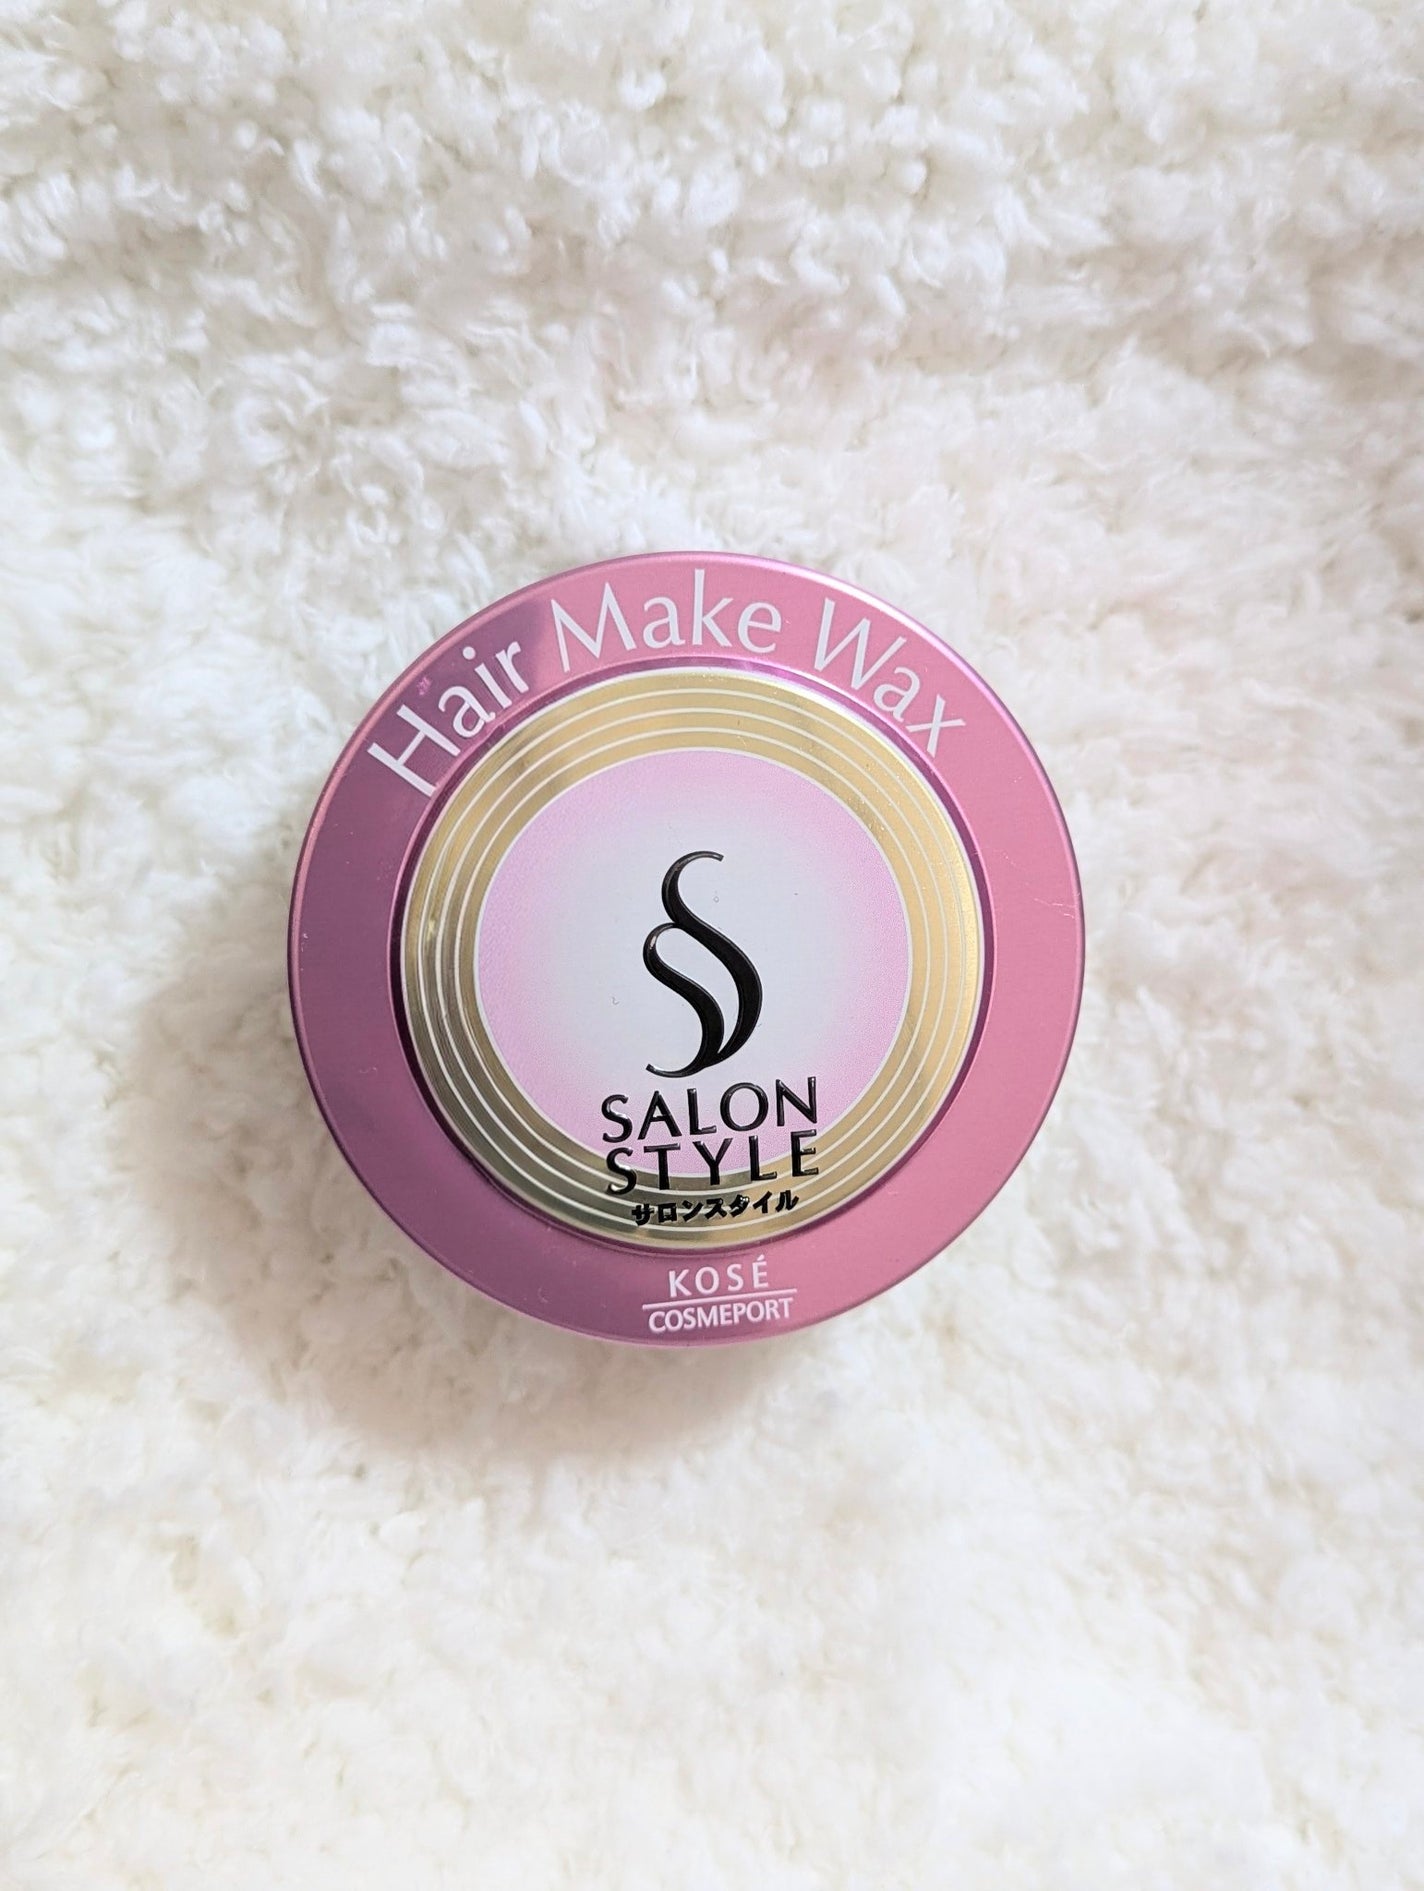 Hair Make Wax
SALON
STYLE
サロンスタイル
KOSÉ
COSMEPORT